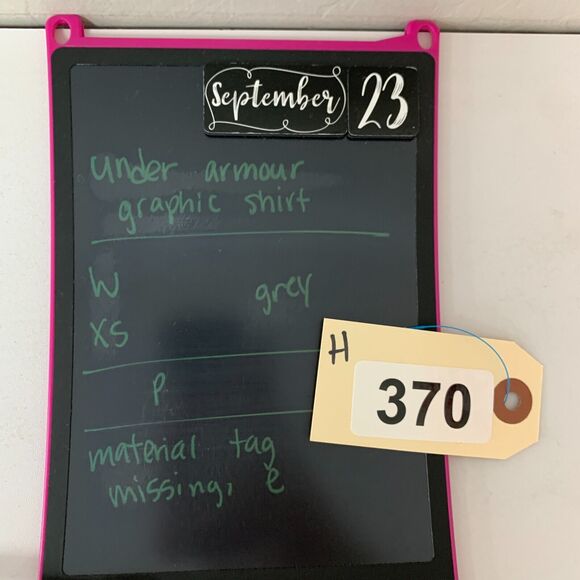 September 23
under armour
graphic shirt
W grey
XS
H
370
P
material tag
missing, e